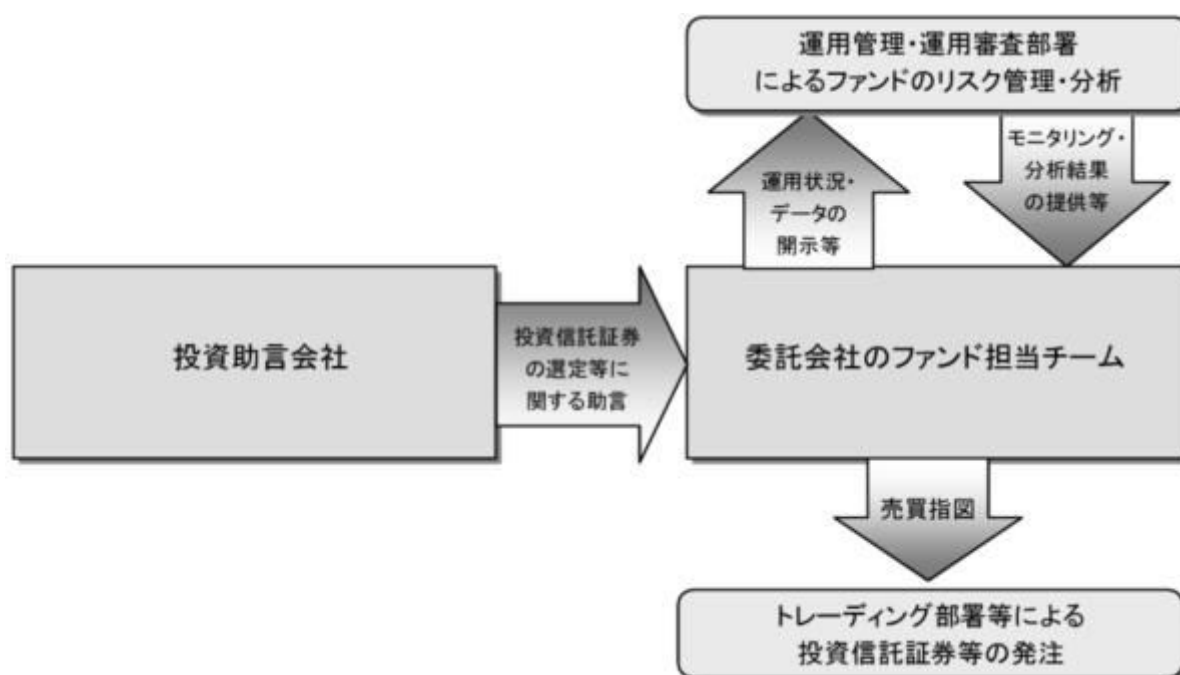 運用管理・運用審査部署
によるファンドのリスク管理・分析
運用状況・
データの
開示等
モニタリング・
分析結果
の提供等
投資助言会社
投資信託証券
の選定等に
関する助言
委託会社のファンド担当チーム
売買指図
トレーディング部署等による
投資信託証券等の発注